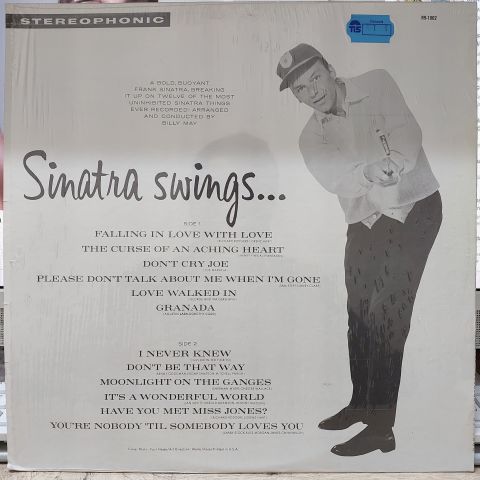 STEREOPHONIC
R9-1002
TIS
A BOLD, BUOYANT
FRANK SINATRA, BREAKING
IT UP ON TWELVE OF THE MOST
UNINHIBITED SINATRA THINGS
EVER RECORDED! ARRANGED
AND CONDUCTED BY
BILLY MAY
Sinatra swings...
SIDE 1
FALLING IN LOVE WITH LOVE
THE CURSE OF AN ACHING HEART
DON'T CRY JOE
PLEASE DON'T TALK ABOUT ME WHEN I'M GONE
LOVE WALKED IN
GRANADA
SIDE 2
I NEVER KNEW
DON'T BE THAT WAY
MOONLIGHT ON THE GANGES
IT'S A WONDERFUL WORLD
HAVE YOU MET MISS JONES?
YOU'RE NOBODY 'TIL SOMEBODY LOVES YOU